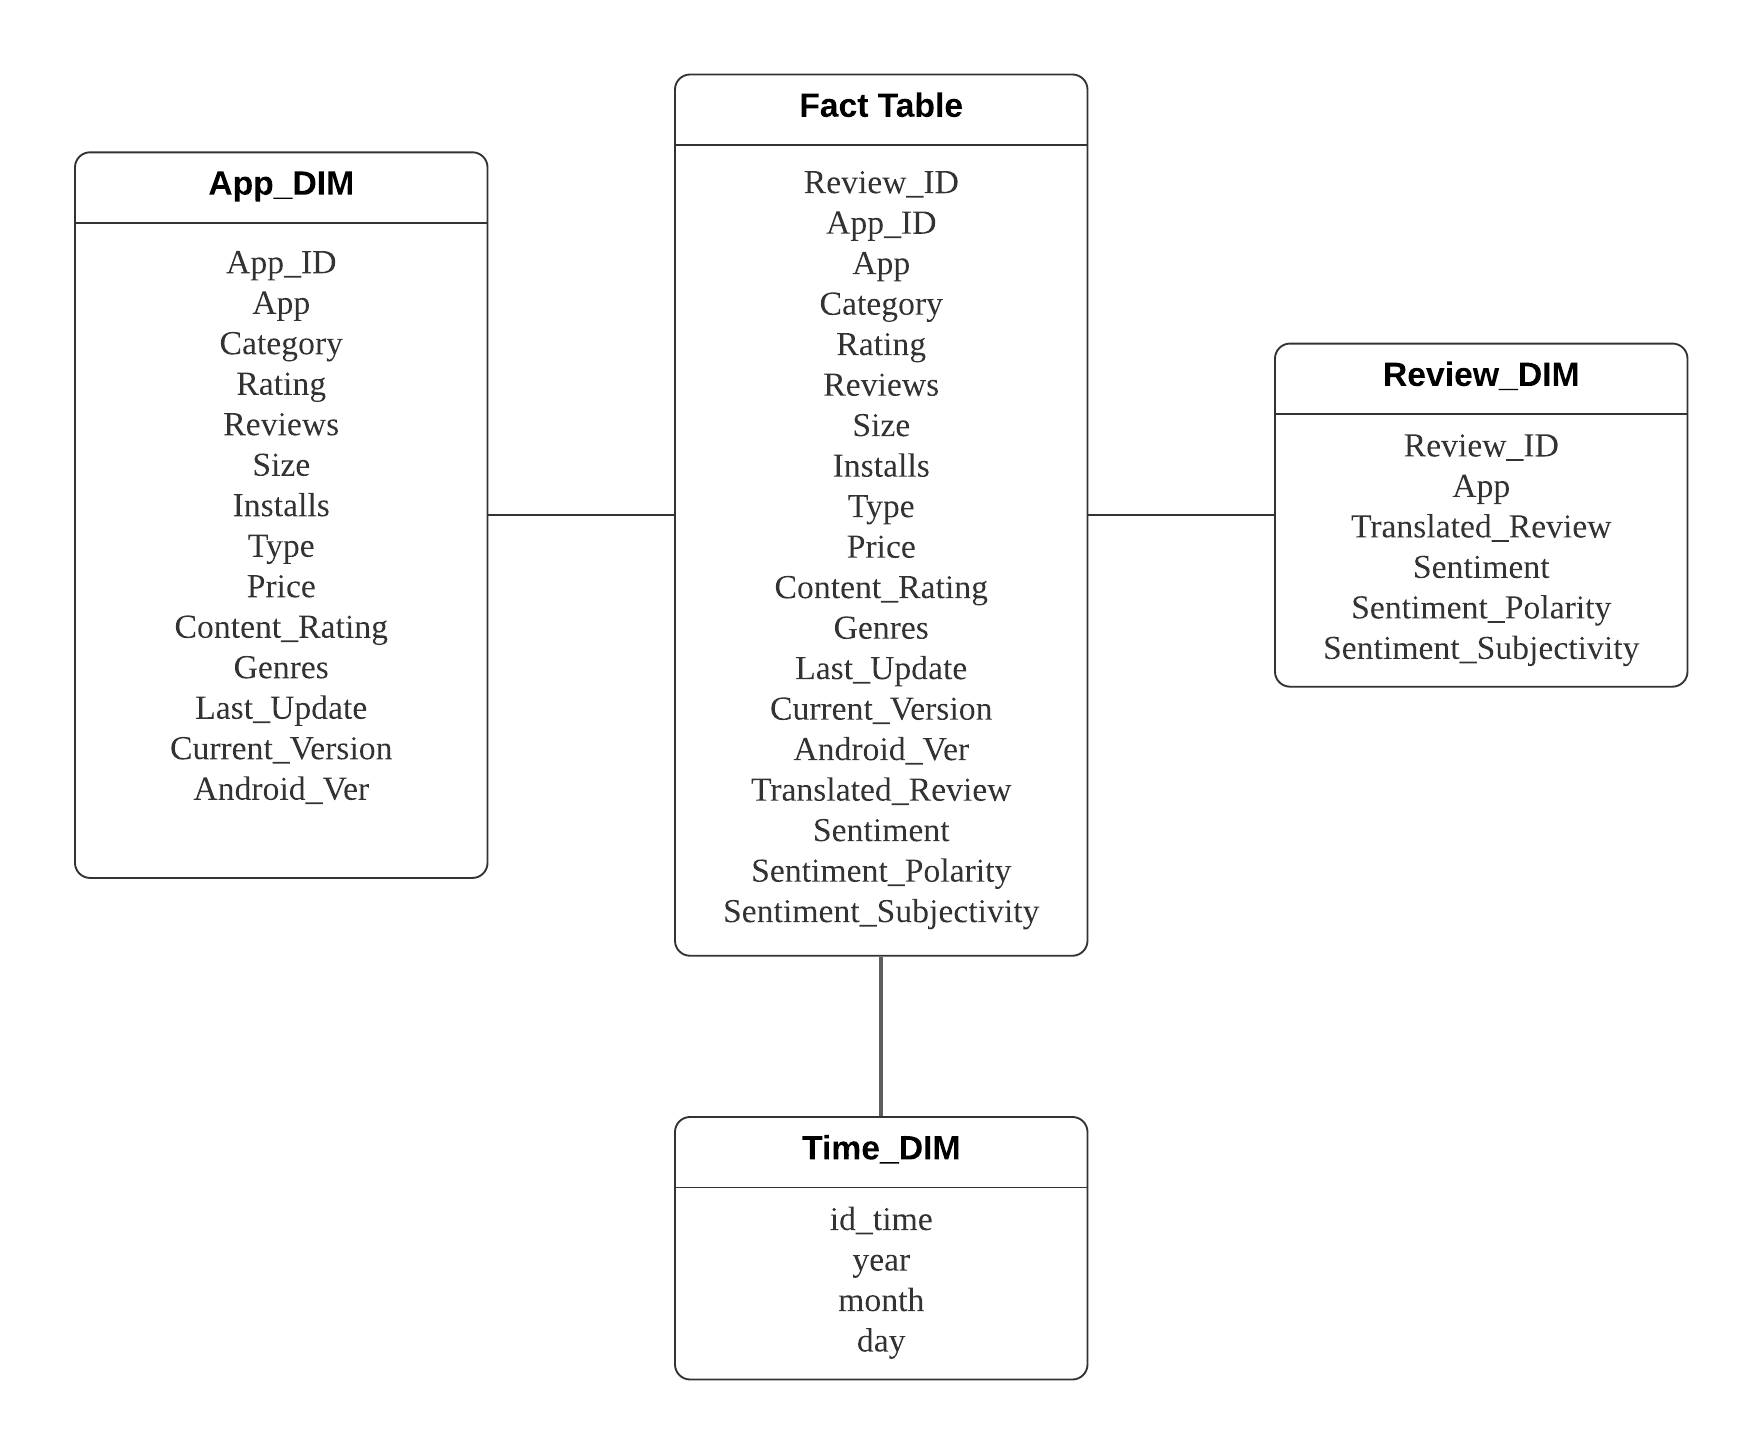 App_DIM
App_ID
App
Category
Rating
Reviews
Size
Installs
Type
Price
Content_Rating
Genres
Last_Update
Current_Version
Android_Ver
Fact Table
Review_ID
App_ID
App
Category
Rating
Reviews
Size
Installs
Type
Price
Content_Rating
Genres
Last_Update
Current_Version
Android_Ver
Translated_Review
Sentiment
Sentiment_Polarity
Sentiment_Subjectivity
Review_DIM
Review_ID
App
Translated_Review
Sentiment
Sentiment_Polarity
Sentiment_Subjectivity
Time_DIM
id_time
year
month
day